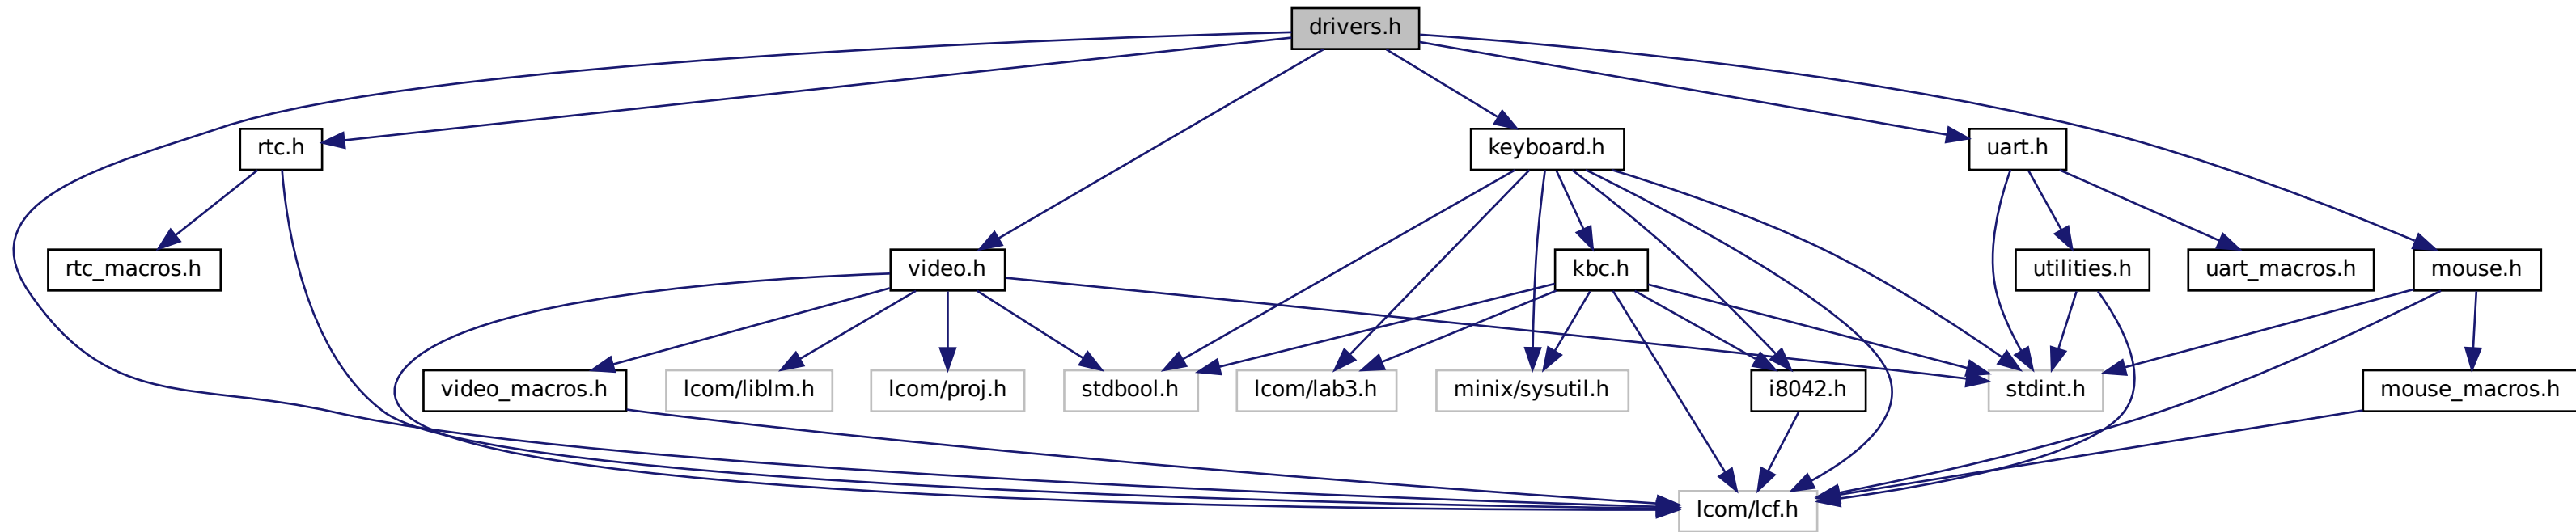 drivers.h
rtc.h
keyboard.h
uart.h
rtc_macros.h
video.h
kbc.h
utilities.h
uart_macros.h
mouse.h
video_macros.h
lcom/liblm.h
lcom/proj.h
stdbool.h
lcom/lab3.h
minix/sysutil.h
i8042.h
stdint.h
mouse_macros.h
lcom/lcf.h